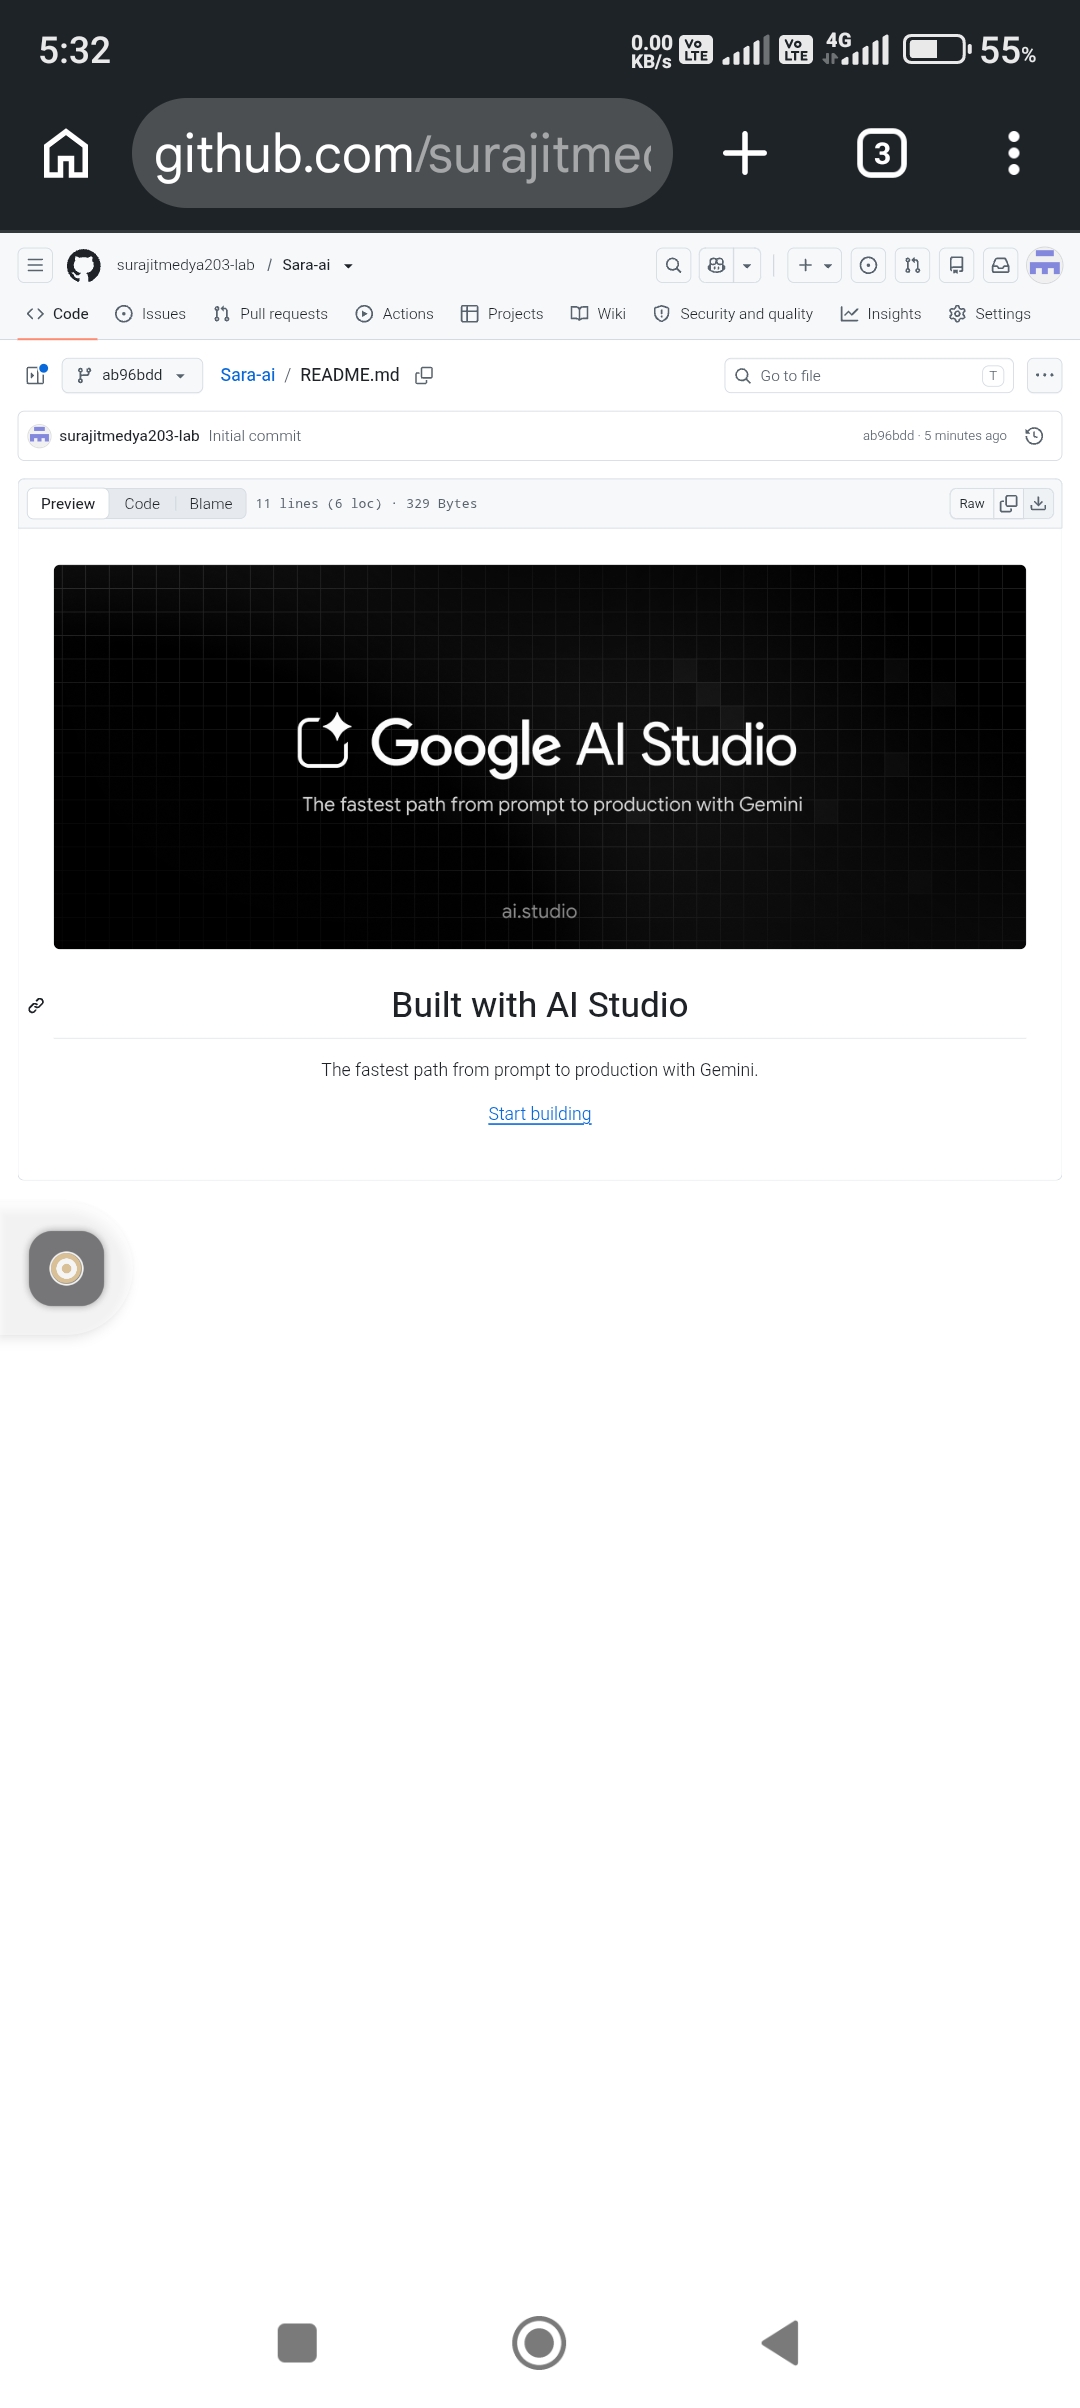 5:32
0.00 KB/s
Vo LTE
Vo LTE
4G
55%
github.com/surajitmed
3
surajitmedya203-lab / Sara-ai
Code
Issues
Pull requests
Actions
Projects
Wiki
Security and quality
Insights
Settings
ab96bdd
Sara-ai / README.md
Go to file
T
surajitmedya203-lab Initial commit
ab96bdd · 5 minutes ago
Preview
Code
Blame
11 lines (6 loc) · 329 Bytes
Raw
Google AI Studio
The fastest path from prompt to production with Gemini
ai.studio
Built with AI Studio
The fastest path from prompt to production with Gemini.
Start building